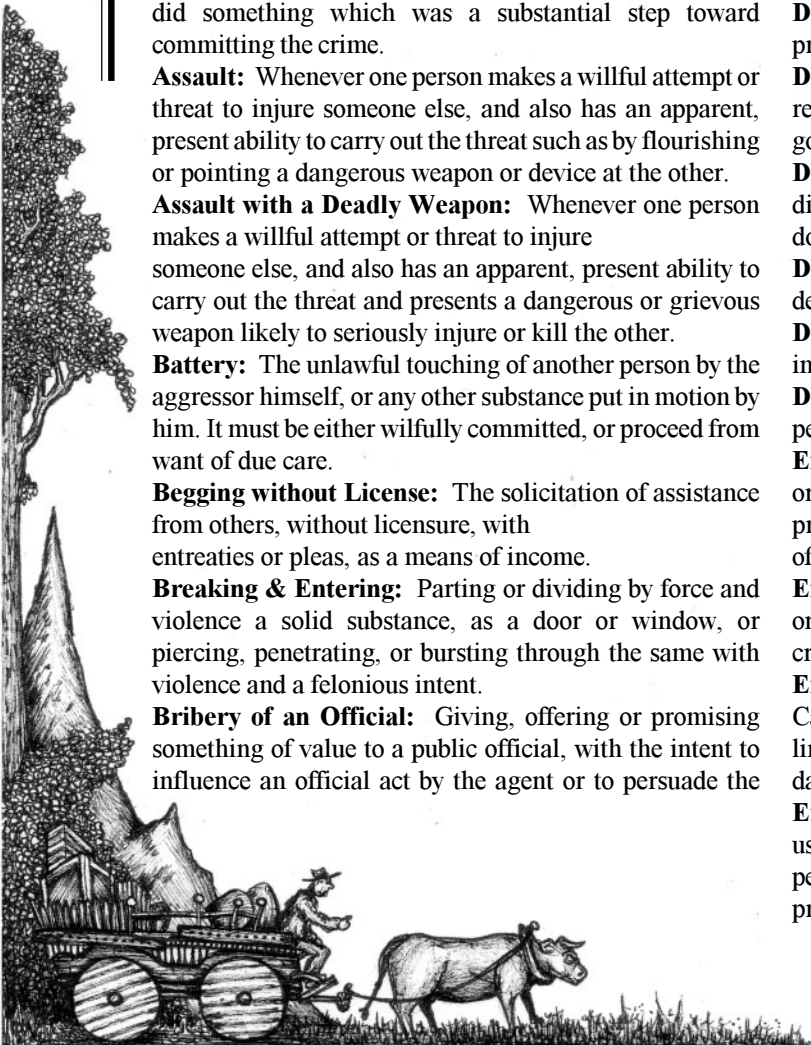 did something which was a substantial step toward
committing the crime.
Assault: Whenever one person makes a willful attempt or
threat to injure someone else, and also has an apparent,
present ability to carry out the threat such as by flourishing
or pointing a dangerous weapon or device at the other.
Assault with a Deadly Weapon: Whenever one person
makes a willful attempt or threat to injure
someone else, and also has an apparent, present ability to
carry out the threat and presents a dangerous or grievous
weapon likely to seriously injure or kill the other.
Battery: The unlawful touching of another person by the
aggressor himself, or any other substance put in motion by
him. It must be either wilfully committed, or proceed from
want of due care.
Begging without License: The solicitation of assistance
from others, without licensure, with
entreaties or pleas, as a means of income.
Breaking & Entering: Parting or dividing by force and
violence a solid substance, as a door or window, or
piercing, penetrating, or bursting through the same with
violence and a felonious intent.
Bribery of an Official: Giving, offering or promising
something of value to a public official, with the intent to
influence an official act by the agent or to persuade the